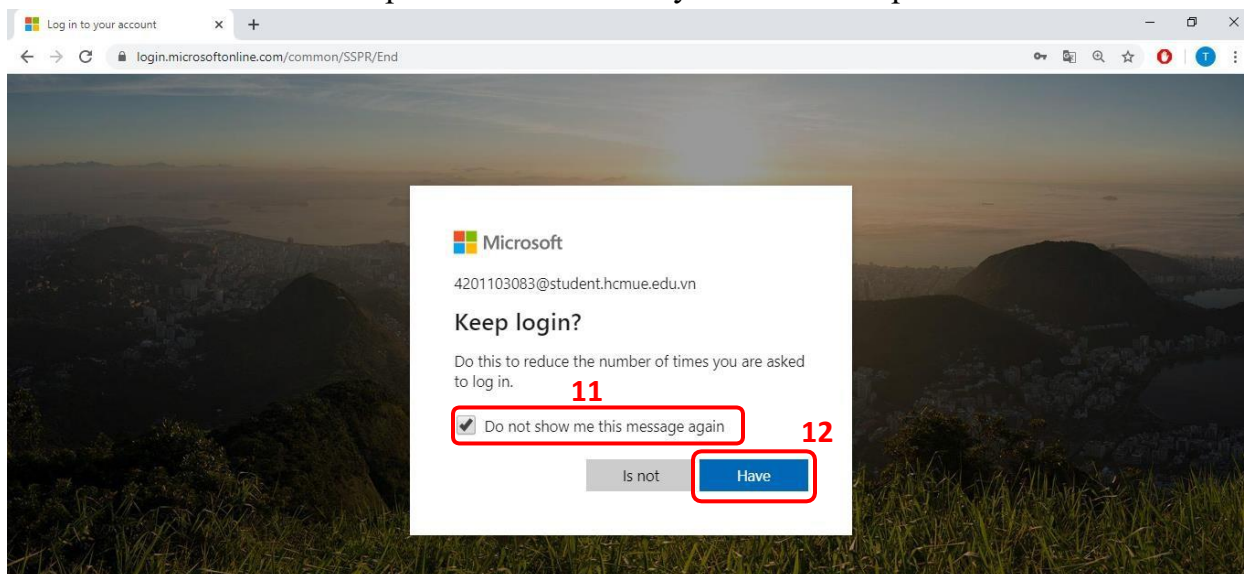 Log in to your account
login.microsoftonline.com/common/SSPR/End
T
Microsoft
4201103083@student.hcmue.edu.vn
Keep login?
Do this to reduce the number of times you are asked
to log in.
11
Do not show me this message again
12
Is not Have